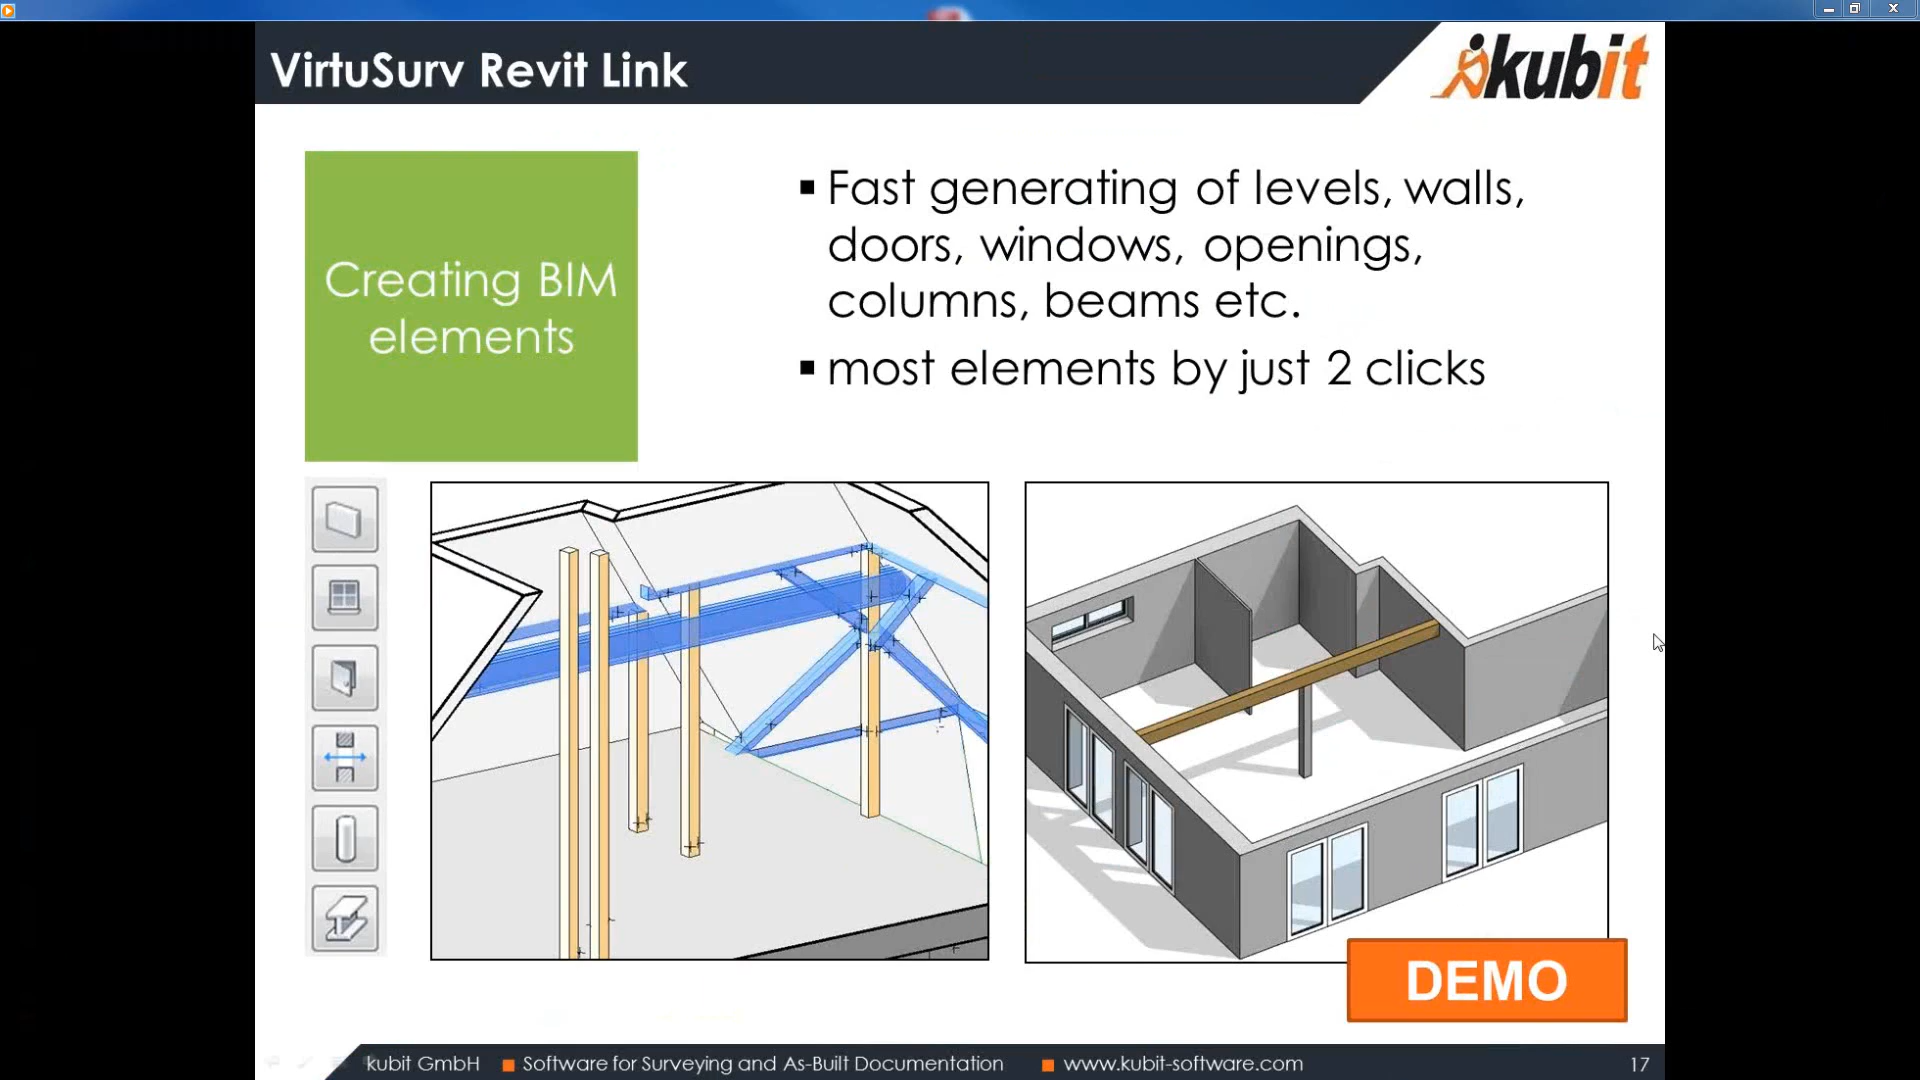 VirtuSurv Revit Link
kubit
Creating BIM
elements
▪ Fast generating of levels, walls,
doors, windows, openings,
columns, beams etc.
▪ most elements by just 2 clicks
DEMO
kubit GmbH ■ Software for Surveying and As-Built Documentation ■ www.kubit-software.com 17